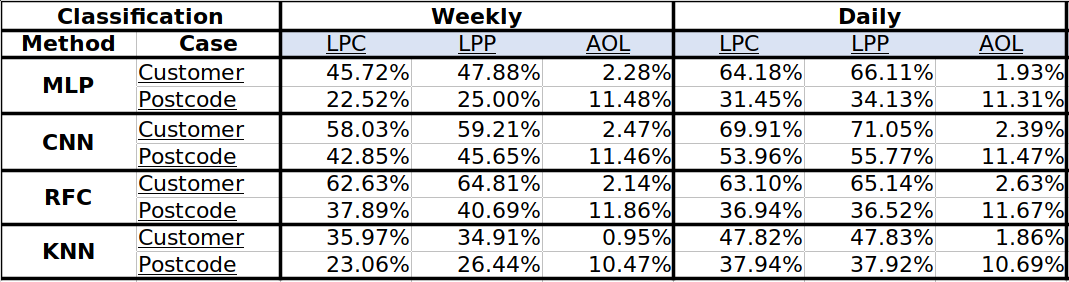 Classification Weekly Daily
Method Case LPC LPP AOL LPC LPP AOL
MLP Customer 45.72% 47.88% 2.28% 64.18% 66.11% 1.93%
Postcode 22.52% 25.00% 11.48% 31.45% 34.13% 11.31%
CNN Customer 58.03% 59.21% 2.47% 69.91% 71.05% 2.39%
Postcode 42.85% 45.65% 11.46% 53.96% 55.77% 11.47%
RFC Customer 62.63% 64.81% 2.14% 63.10% 65.14% 2.63%
Postcode 37.89% 40.69% 11.86% 36.94% 36.52% 11.67%
KNN Customer 35.97% 34.91% 0.95% 47.82% 47.83% 1.86%
Postcode 23.06% 26.44% 10.47% 37.94% 37.92% 10.69%